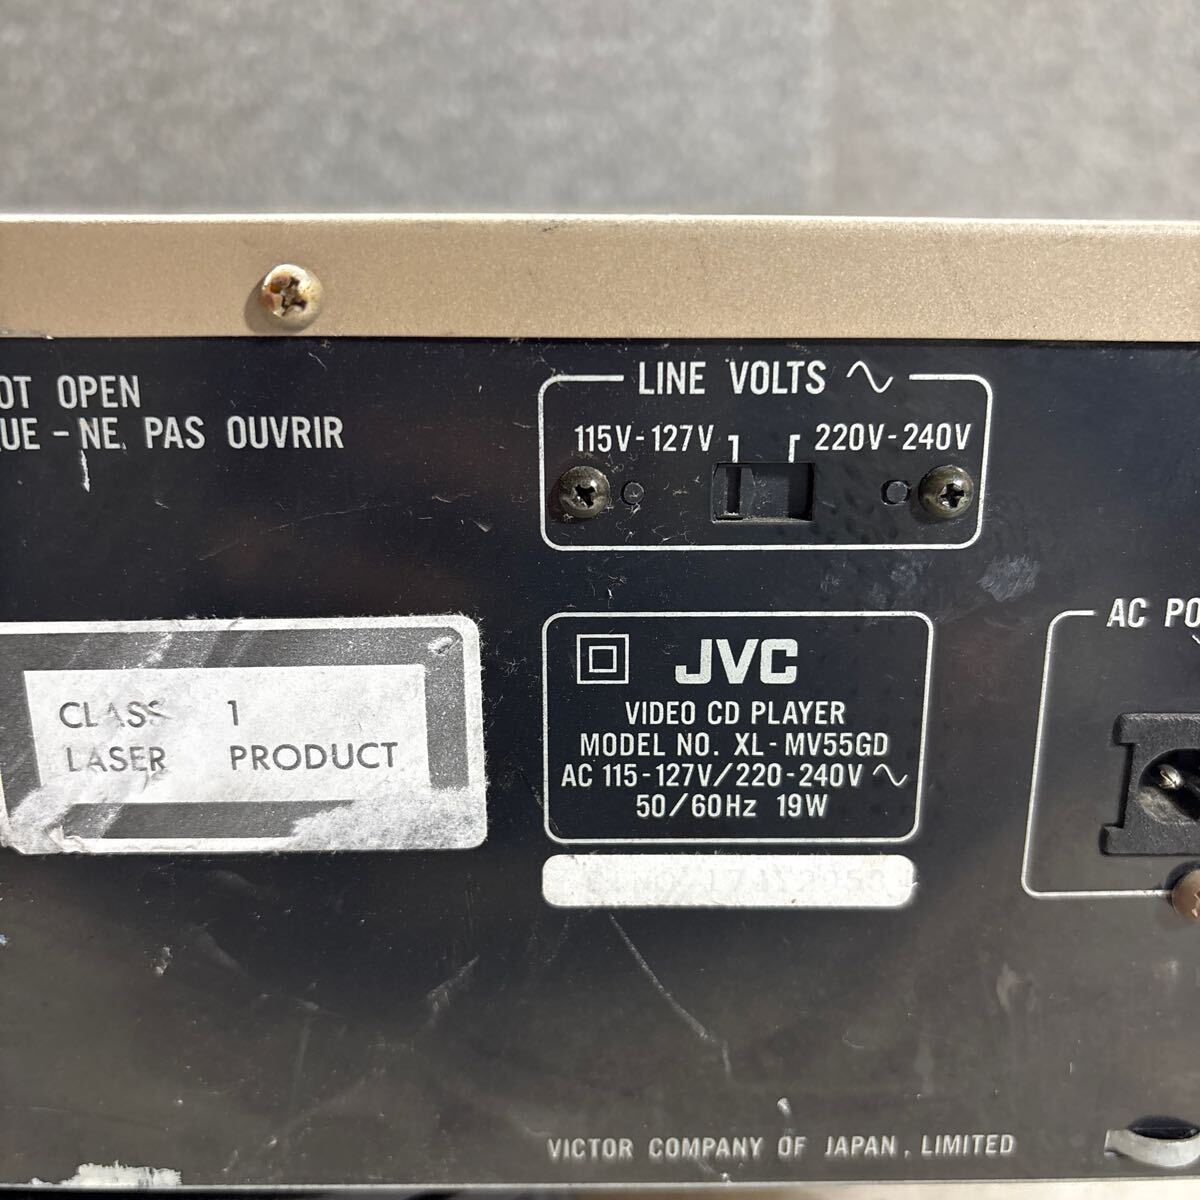 OT OPEN
UE - NE PAS OUVRIR
LINE VOLTS
115V-127V
220V-240V
CLASS 1
LASER PRODUCT
JVC
VIDEO CD PLAYER
MODEL NO. XL-MV55GD
AC 115-127V/220-240V ∿
50/60Hz 19W
AC PO
VICTOR COMPANY OF JAPAN, LIMITED